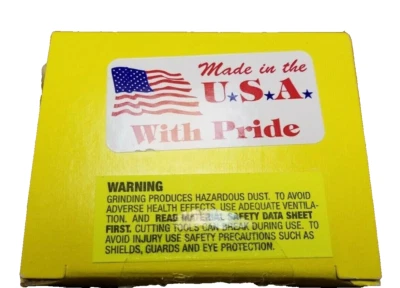 Made in the
U.S.A.
With Pride
WARNING
GRINDING PRODUCES HAZARDOUS DUST. TO AVOID
ADVERSE HEALTH EFFECTS, USE ADEQUATE VENTILA-
TION, AND READ MATERIAL SAFETY DATA SHEET
FIRST. CUTTING TOOLS CAN BREAK DURING USE. TO
AVOID INJURY USE SAFETY PRECAUTIONS SUCH AS
SHIELDS, GUARDS AND EYE PROTECTION.